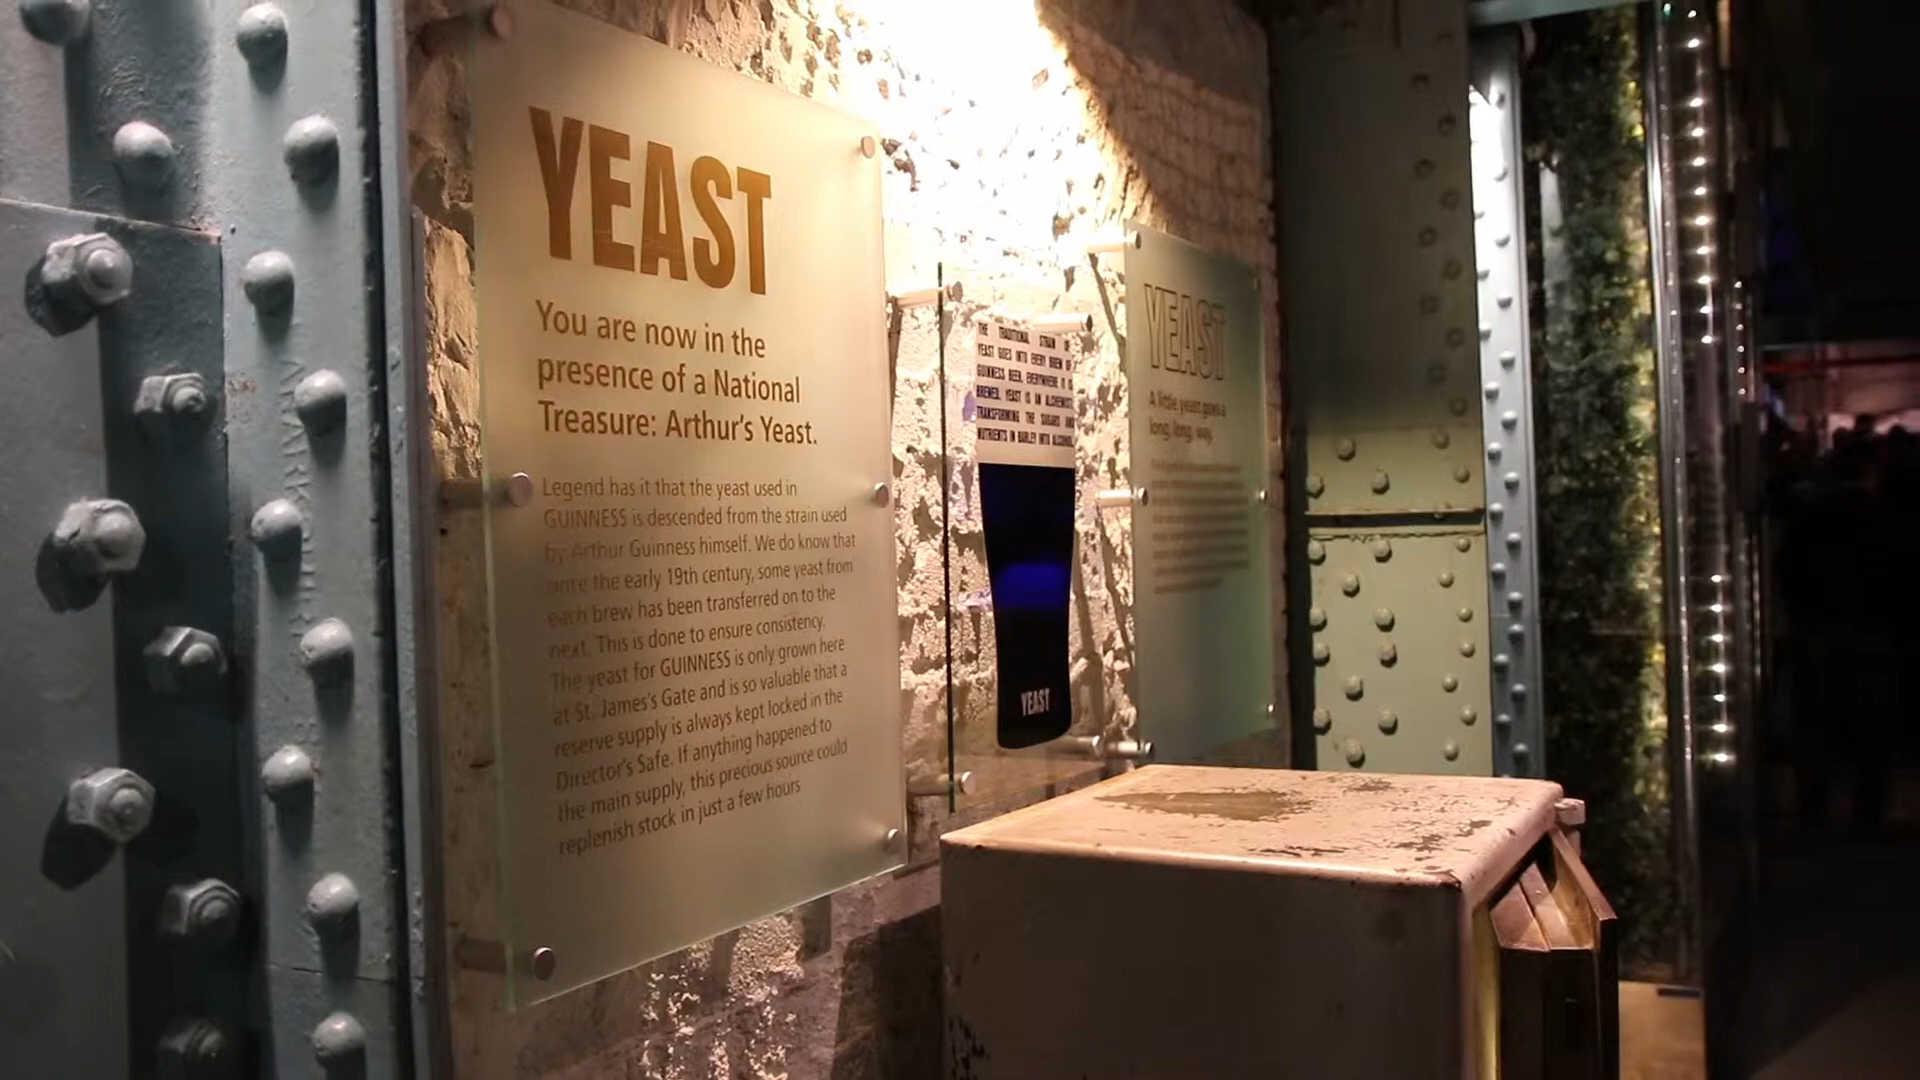 YEAST
You are now in the
presence of a National
Treasure: Arthur's Yeast.
Legend has it that the yeast used in
GUINNESS is descended from the strain used
by Arthur Guinness himself. We do know that
since the early 19th century, some yeast from
each brew has been transferred on to the
next. This is done to ensure consistency.
The yeast for GUINNESS is only grown here
at St. James's Gate and is so valuable that a
reserve supply is always kept locked in the
Director's Safe. If anything happened to
the main supply, this precious source could
replenish stock in just a few hours
THE TRADITIONAL STRAIN OF
YEAST GOES INTO EVERY BREW OF
GUINNESS BEER, EVERYWHERE IT IS
BREWED. YEAST IS AN ALCHEMIST,
TRANSFORMING THE SUGARS AND
NUTRIENTS IN BARLEY INTO ALCOHOL.
YEAST
YEAST
A little yeast goes a
long, long, way.